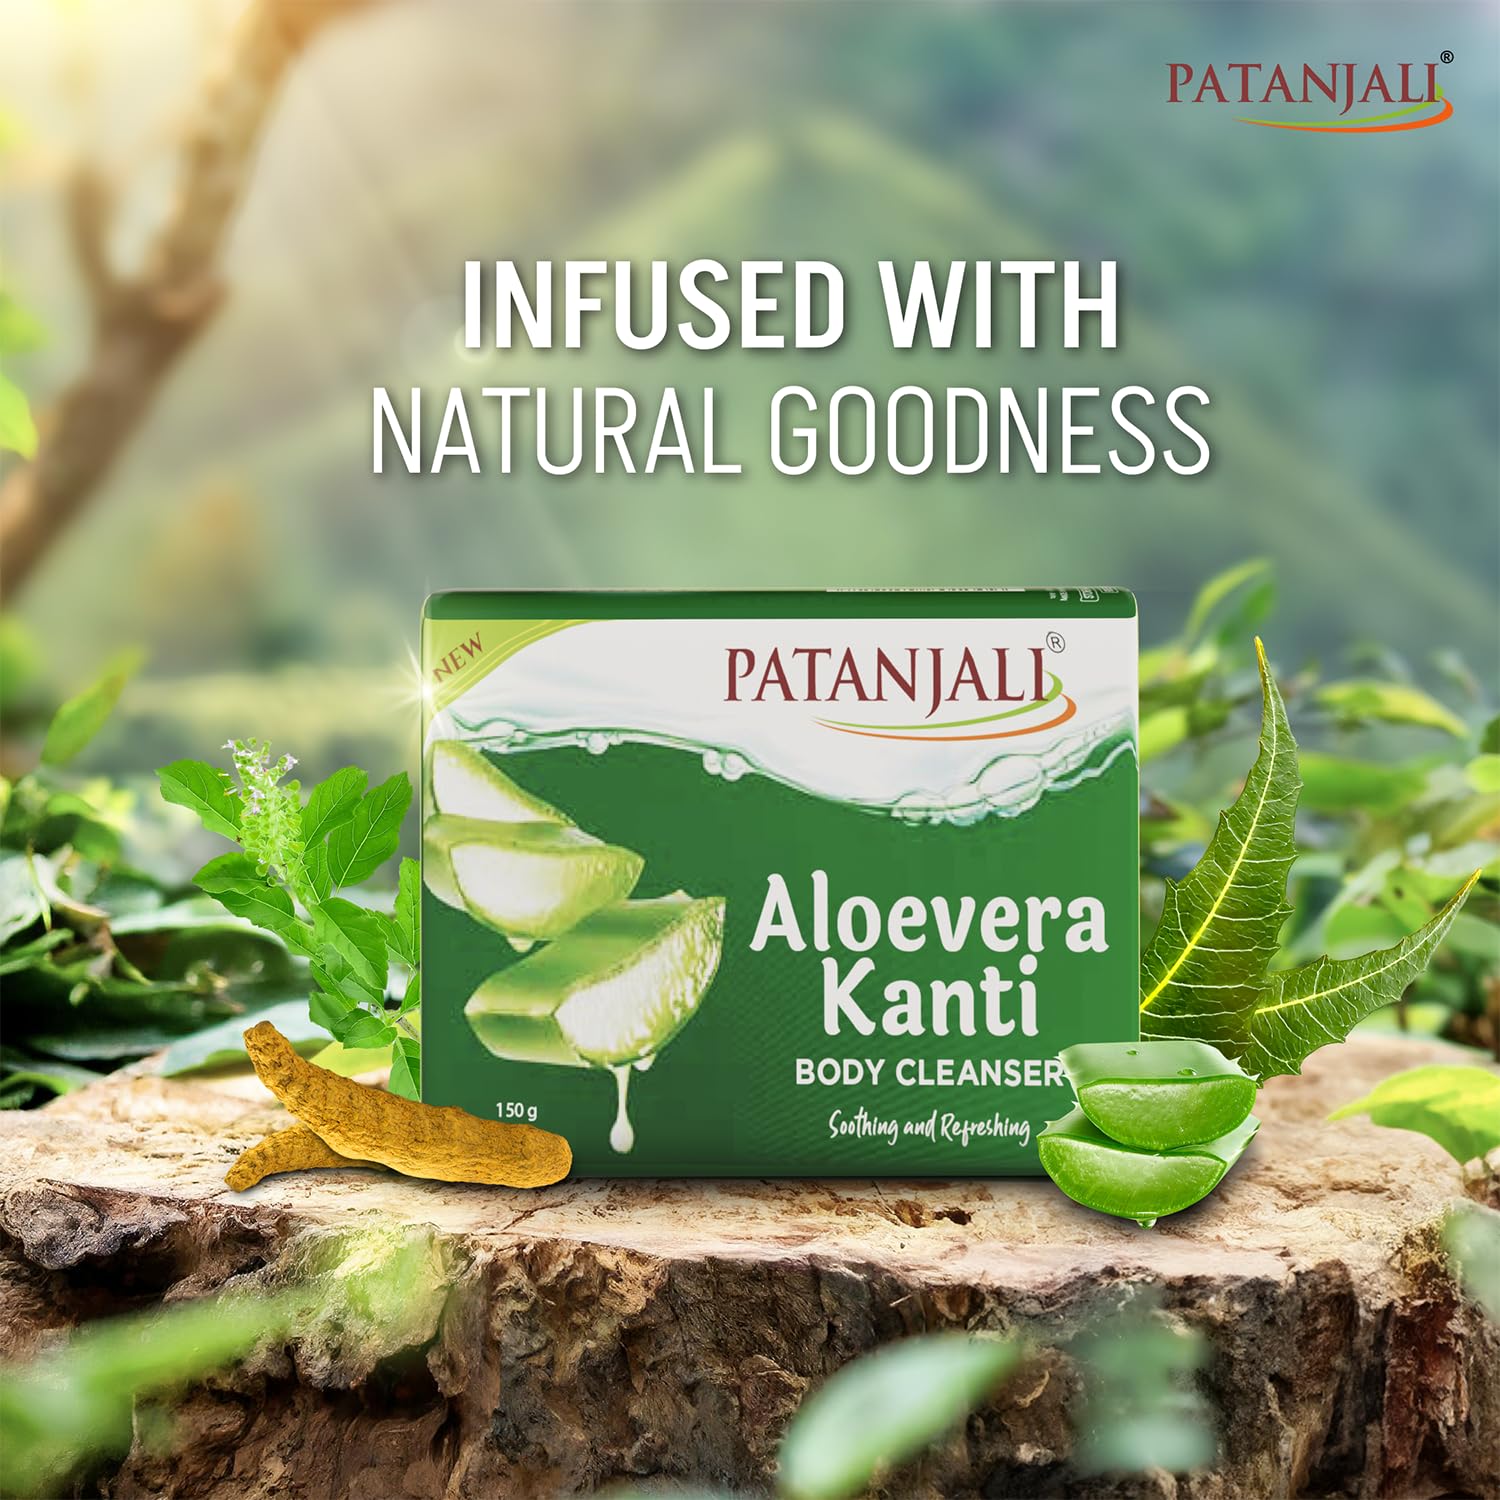 PATANJALI®
INFUSED WITH
NATURAL GOODNESS
NEW
PATANJALI®
Aloevera
Kanti
BODY CLEANSER
150 g
Soothing and Refreshing